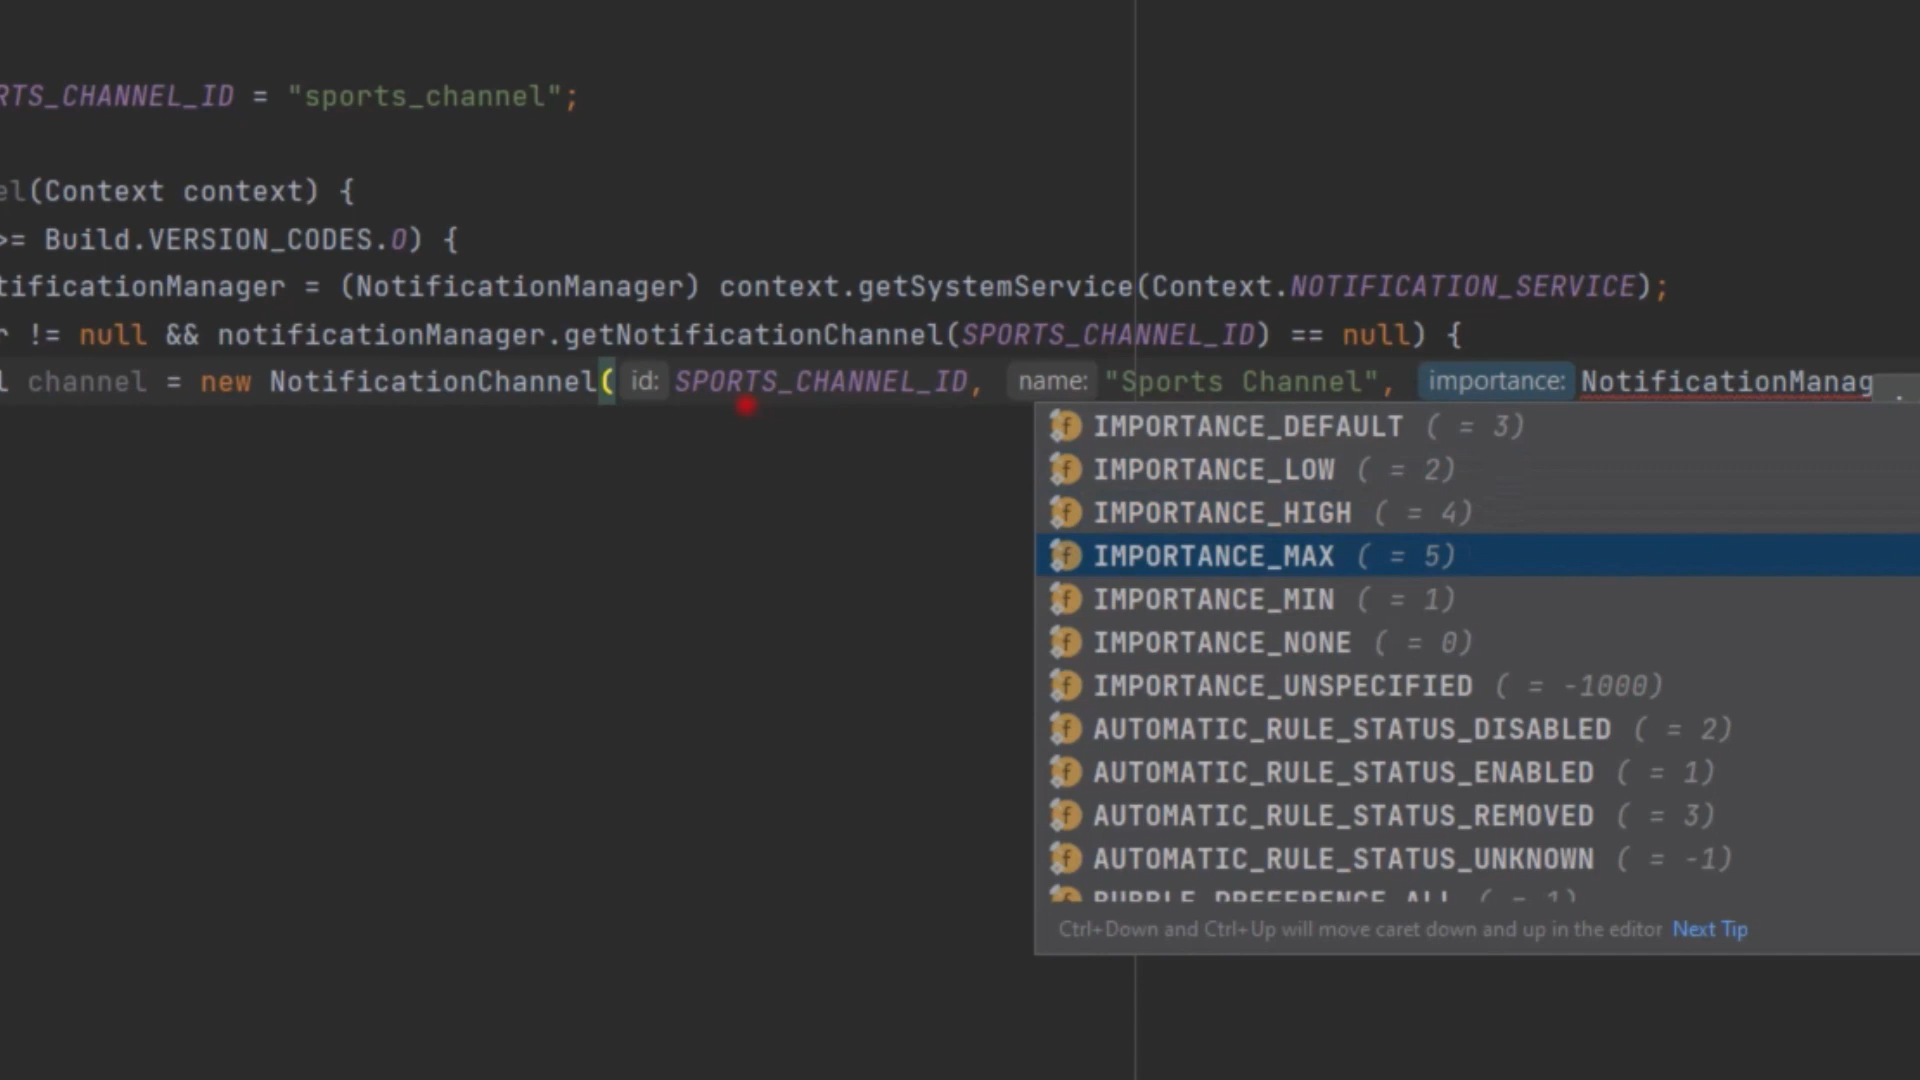 RTS_CHANNEL_ID = "sports_channel";
el(Context context) {
>= Build.VERSION_CODES.O) {
tificationManager = (NotificationManager) context.getSystemService(Context.NOTIFICATION_SERVICE);
r != null && notificationManager.getNotificationChannel(SPORTS_CHANNEL_ID) == null) {
l channel = new NotificationChannel( id: SPORTS_CHANNEL_ID, name: "Sports Channel", importance: NotificationManag
IMPORTANCE_DEFAULT ( = 3)
IMPORTANCE_LOW ( = 2)
IMPORTANCE_HIGH ( = 4)
IMPORTANCE_MAX ( = 5)
IMPORTANCE_MIN ( = 1)
IMPORTANCE_NONE ( = 0)
IMPORTANCE_UNSPECIFIED ( = -1000)
AUTOMATIC_RULE_STATUS_DISABLED ( = 2)
AUTOMATIC_RULE_STATUS_ENABLED ( = 1)
AUTOMATIC_RULE_STATUS_REMOVED ( = 3)
AUTOMATIC_RULE_STATUS_UNKNOWN ( = -1)
BUBBLE_PREFERENCE_ALL ( = 1)
Ctrl+Down and Ctrl+Up will move caret down and up in the editor Next Tip